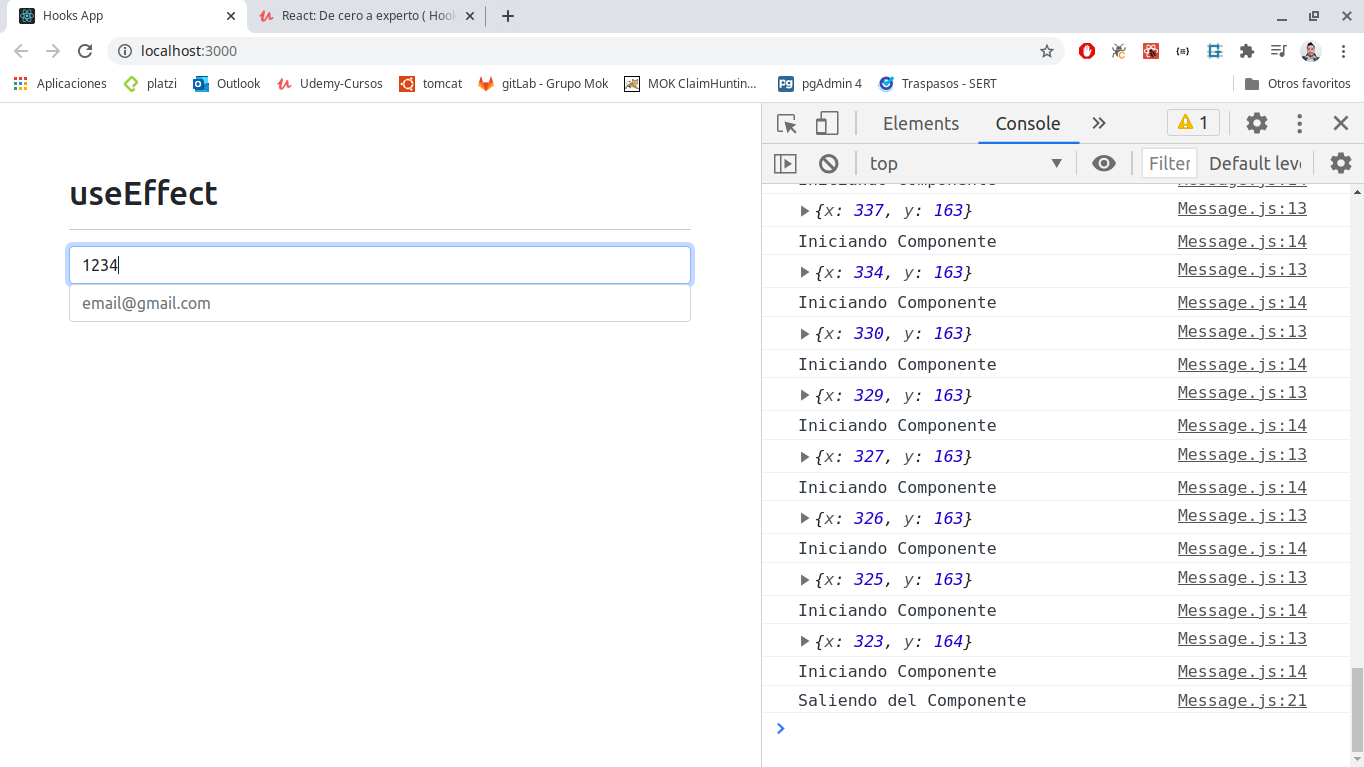 Hooks App
React: De cero a experto ( Hook
localhost:3000
Aplicaciones
platzi
Outlook
Udemy-Cursos
tomcat
gitLab - Grupo Mok
MOK ClaimHuntin...
pgAdmin 4
Traspasos - SERT
Otros favoritos
useEffect
1234
email@gmail.com
Elements
Console
1
top
Filter
Default leve
Iniciando Componente Message.js:14
{x: 337, y: 163} Message.js:13
Iniciando Componente Message.js:14
{x: 334, y: 163} Message.js:13
Iniciando Componente Message.js:14
{x: 330, y: 163} Message.js:13
Iniciando Componente Message.js:14
{x: 329, y: 163} Message.js:13
Iniciando Componente Message.js:14
{x: 327, y: 163} Message.js:13
Iniciando Componente Message.js:14
{x: 326, y: 163} Message.js:13
Iniciando Componente Message.js:14
{x: 325, y: 163} Message.js:13
Iniciando Componente Message.js:14
{x: 323, y: 164} Message.js:13
Iniciando Componente Message.js:14
Saliendo del Componente Message.js:21